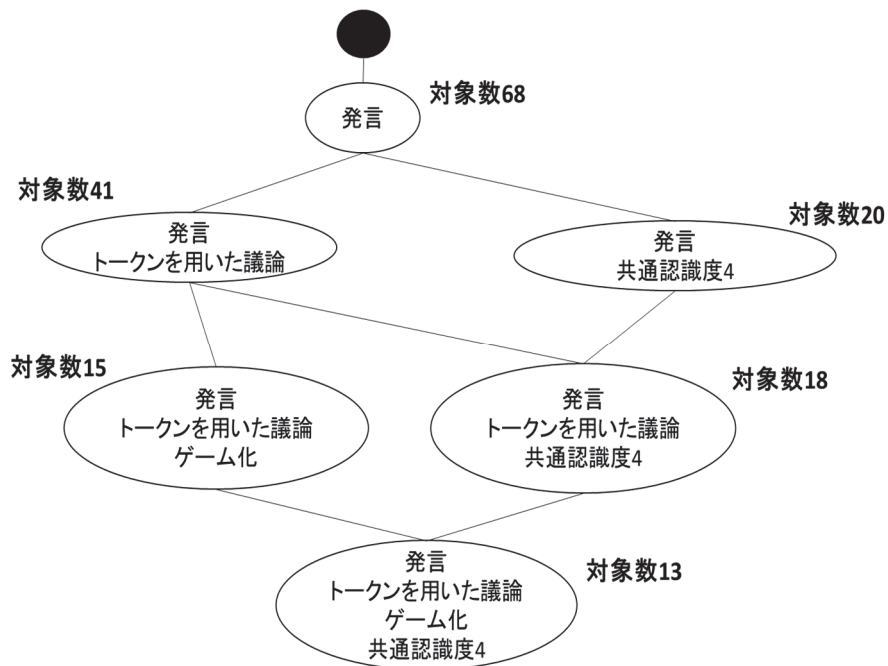 対象数68
発言
対象数41
発言
トークンを用いた議論
対象数20
発言
共通認識度4
対象数15
発言
トークンを用いた議論
ゲーム化
対象数18
発言
トークンを用いた議論
共通認識度4
対象数13
発言
トークンを用いた議論
ゲーム化
共通認識度4